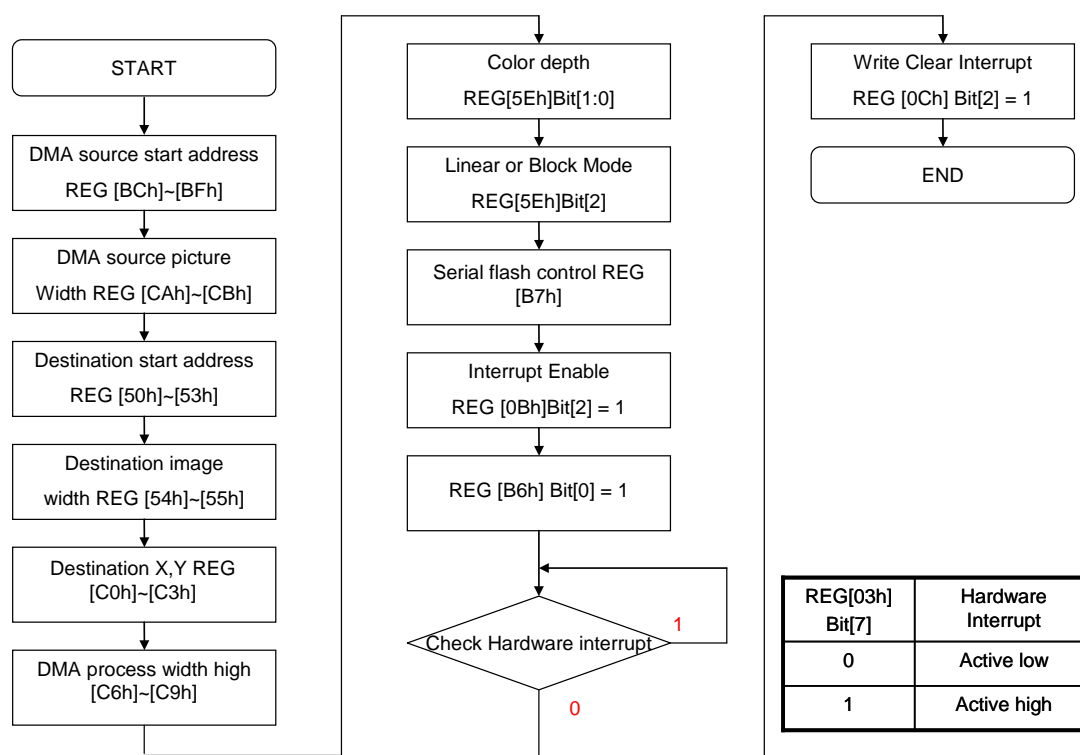 START
DMA source start address
REG [BCh]~[BFh]
DMA source picture
Width REG [CAh]~[CBh]
Destination start address
REG [50h]~[53h]
Destination image
width REG [54h]~[55h]
Destination X,Y REG
[C0h]~[C3h]
DMA process width high
[C6h]~[C9h]
Color depth
REG[5Eh]Bit[1:0]
Linear or Block Mode
REG[5Eh]Bit[2]
Serial flash control REG
[B7h]
Interrupt Enable
REG [0Bh]Bit[2] = 1
REG [B6h] Bit[0] = 1
Check Hardware interrupt
1
0
Write Clear Interrupt
REG [0Ch] Bit[2] = 1
END
REG[03h] Hardware
Bit[7] Interrupt
0 Active low
1 Active high